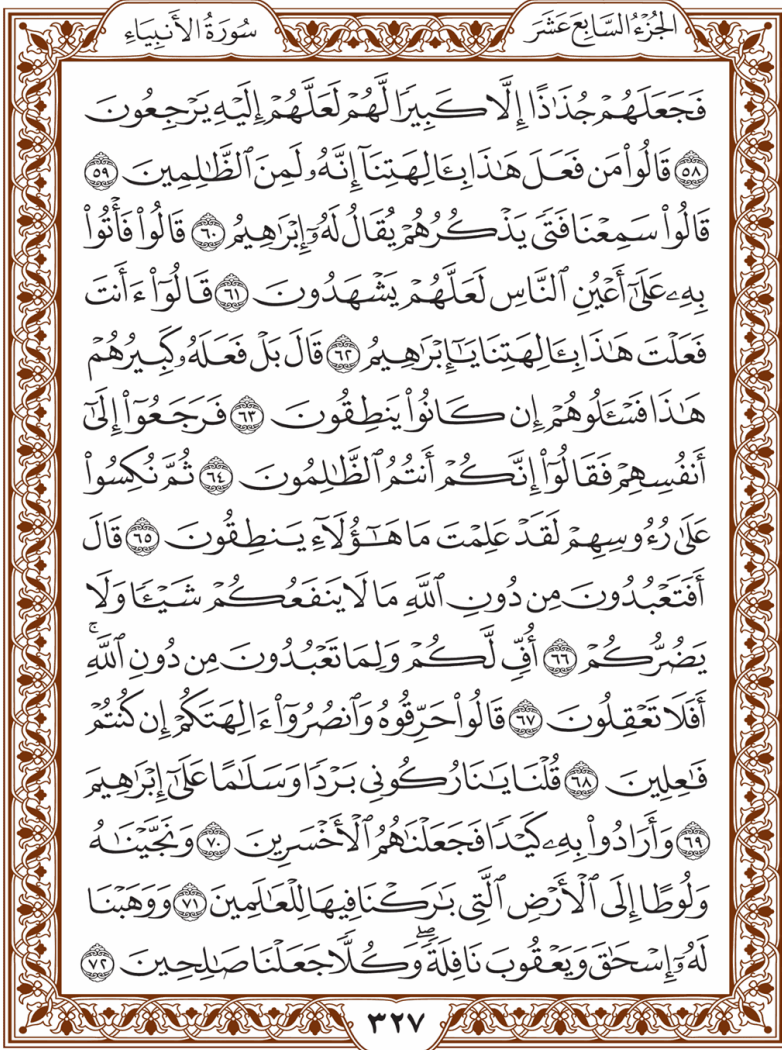 الجُزْءُ السَّابِعَ عَشَرَ
سُورَةُ الأَنبِيَاءِ
فَجَعَلَهُمْ جُذَٰذًا إِلَّا كَبِيرًا لَّهُمْ لَعَلَّهُمْ إِلَيْهِ يَرْجِعُونَ
٥٨ قَالُوا۟ مَن فَعَلَ هَٰذَا بِـَٔالِهَتِنَآ إِنَّهُۥ لَمِنَ ٱلظَّٰلِمِينَ ٥٩
قَالُوا۟ سَمِعْنَا فَتًى يَذْكُرُهُمْ يُقَالُ لَهُۥٓ إِبْرَٰهِيمُ ٦٠ قَالُوا۟ فَأْتُوا۟
بِهِۦ عَلَىٰٓ أَعْيُنِ ٱلنَّاسِ لَعَلَّهُمْ يَشْهَدُونَ ٦١ قَالُوٓا۟ ءَأَنتَ
فَعَلْتَ هَٰذَا بِـَٔالِهَتِنَا يَٰٓإِبْرَٰهِيمُ ٦٢ قَالَ بَلْ فَعَلَهُۥ كَبِيرُهُمْ
هَٰذَا فَسْـَٔلُوهُمْ إِن كَانُوا۟ يَنطِقُونَ ٦٣ فَرَجَعُوٓا۟ إِلَىٰٓ
أَنفُسِهِمْ فَقَالُوٓا۟ إِنَّكُمْ أَنتُمُ ٱلظَّٰلِمُونَ ٦٤ ثُمَّ نُكِسُوا۟
عَلَىٰ رُءُوسِهِمْ لَقَدْ عَلِمْتَ مَا هَٰٓؤُلَآءِ يَنطِقُونَ ٦٥ قَالَ
أَفَتَعْبُدُونَ مِن دُونِ ٱللَّهِ مَا لَا يَنفَعُكُمْ شَيْـًٔا وَلَا
يَضُرُّكُمْ ٦٦ أُفٍّ لَّكُمْ وَلِمَا تَعْبُدُونَ مِن دُونِ ٱللَّهِ ۚ
أَفَلَا تَعْقِلُونَ ٦٧ قَالُوا۟ حَرِّقُوهُ وَٱنصُرُوٓا۟ ءَالِهَتَكُمْ إِن كُنتُمْ
فَٰعِلِينَ ٦٨ قُلْنَا يَٰنَارُ كُونِى بَرْدًا وَسَلَٰمًا عَلَىٰٓ إِبْرَٰهِيمَ
٦٩ وَأَرَادُوا۟ بِهِۦ كَيْدًا فَجَعَلْنَٰهُمُ ٱلْأَخْسَرِينَ ٧٠ وَنَجَّيْنَٰهُ
وَلُوطًا إِلَى ٱلْأَرْضِ ٱلَّتِى بَٰرَكْنَا فِيهَا لِلْعَٰلَمِينَ ٧١ وَوَهَبْنَا
لَهُۥٓ إِسْحَٰقَ وَيَعْقُوبَ نَافِلَةً ۖ وَكُلًّا جَعَلْنَا صَٰلِحِينَ ٧٢
٣٢٧